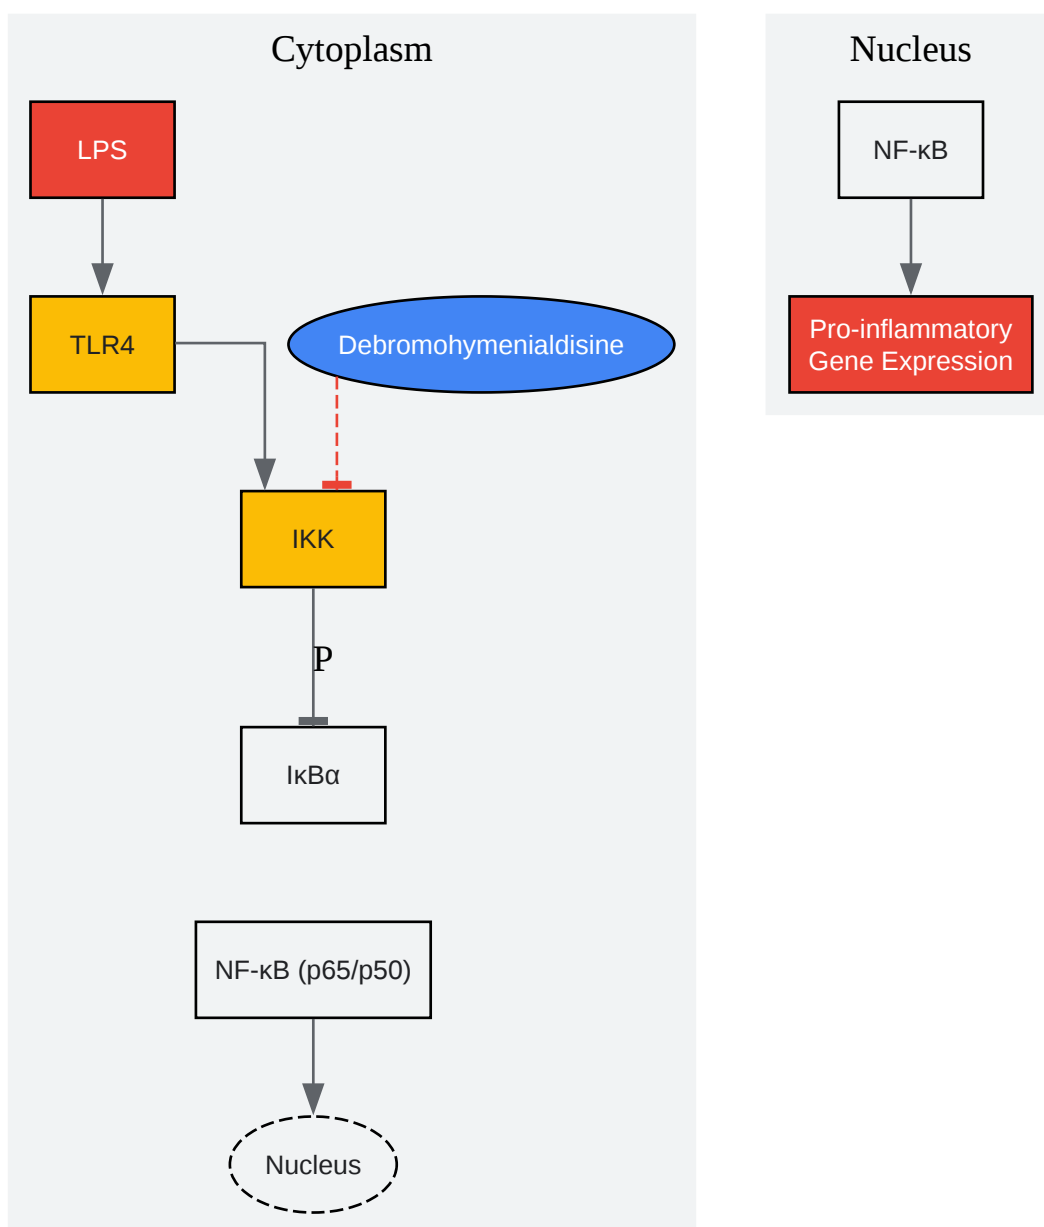 Cytoplasm
LPS
TLR4
Debromohymenialdisine
IKK
P
IκBα
NF-κB (p65/p50)
Nucleus
Nucleus
NF-κB
Pro-inflammatory
Gene Expression